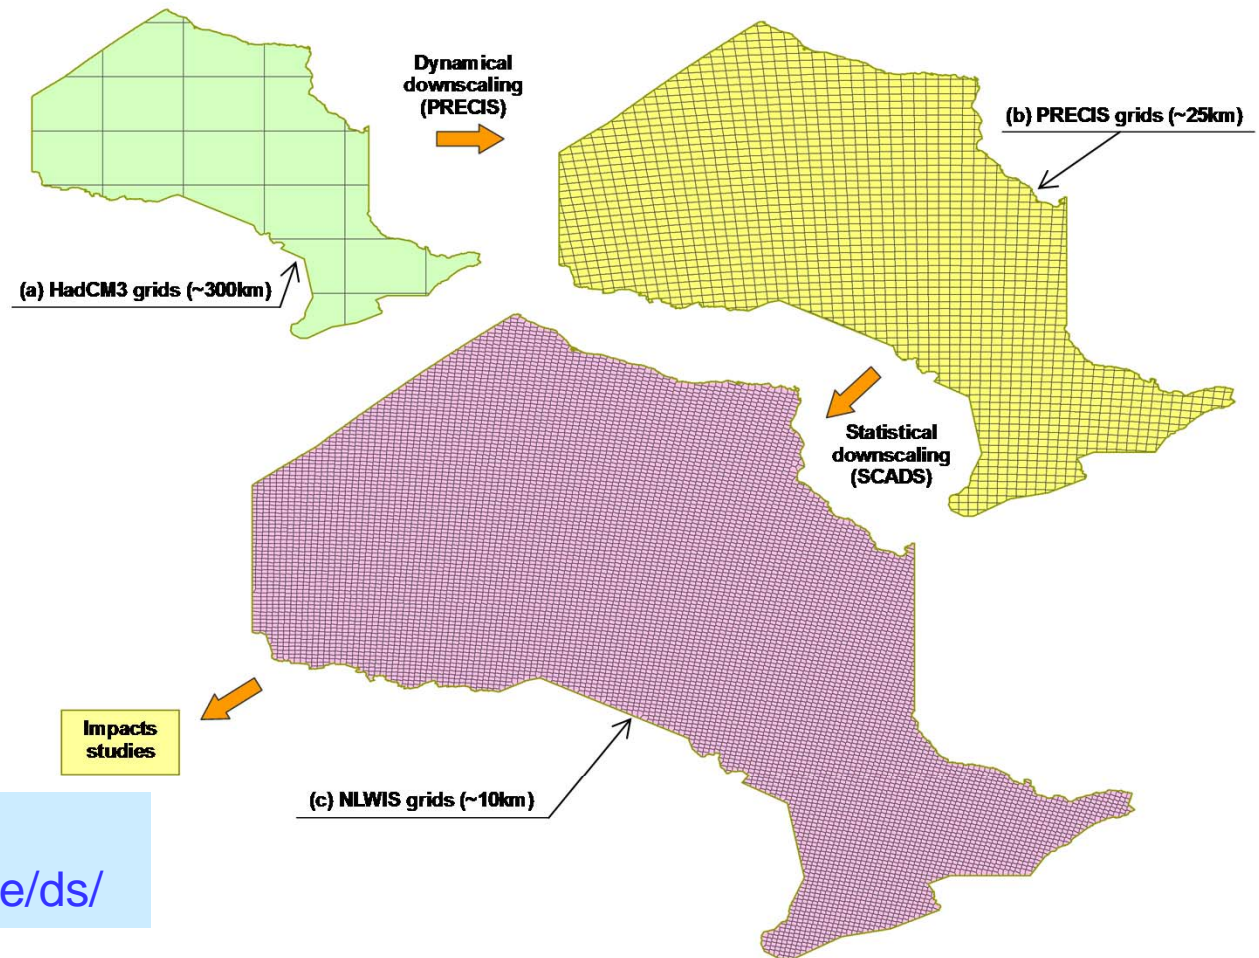 Dynamical
downscaling
(PRECIS)
(b) PRECIS grids (~25km)
(a) HadCM3 grids (~300km)
Statistical
downscaling
(SCADS)
Impacts
studies
(c) NLWIS grids (~10km)
e/ds/